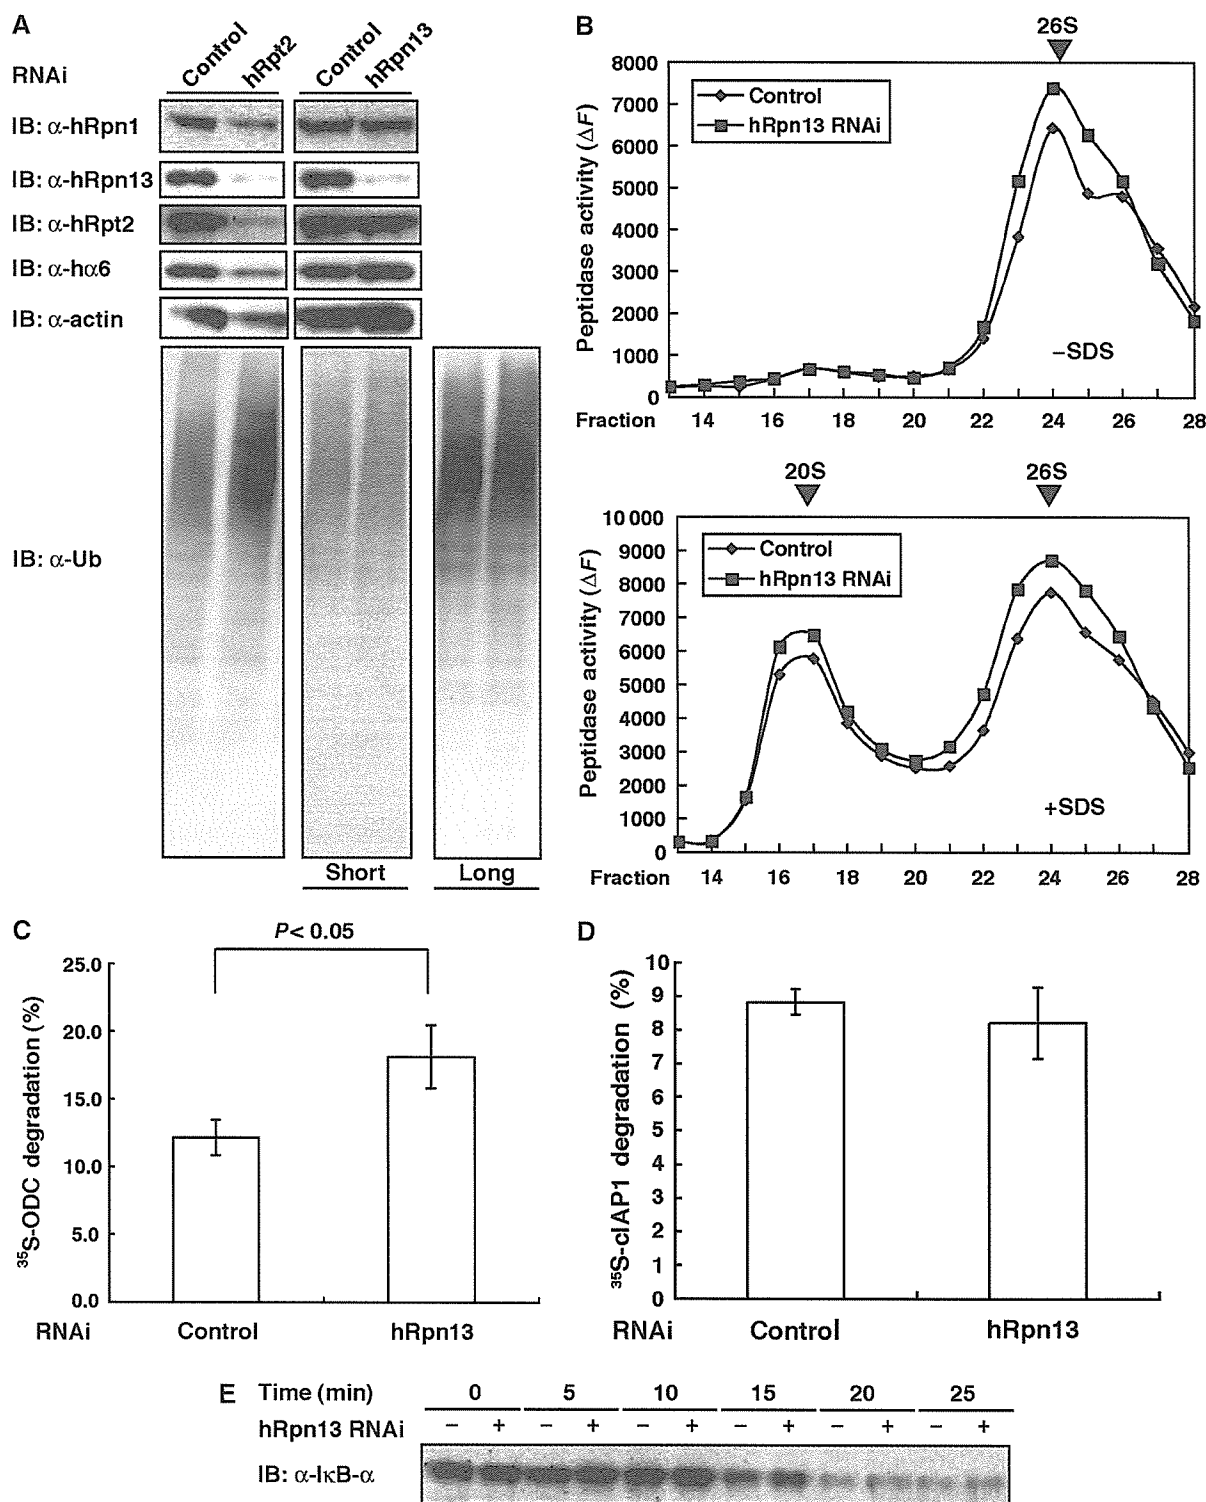 A
RNAi
Control hRpt2 Control hRpn13
IB: α-hRpn1
IB: α-hRpn13
IB: α-hRpt2
IB: α-hα6
IB: α-actin
IB: α-Ub
Short Long
B
26S
8000
7000
6000
5000
4000
3000
2000
1000
0
Peptidase activity (ΔF)
Control
hRpn13 RNAi
–SDS
Fraction 14 16 18 20 22 24 26 28
20S 26S
10 000
9000
8000
7000
6000
5000
4000
3000
2000
1000
0
Peptidase activity (ΔF)
Control
hRpn13 RNAi
+SDS
Fraction 14 16 18 20 22 24 26 28
C
P< 0.05
25.0
20.0
15.0
10.0
5.0
0.0
³⁵S-ODC degradation (%)
RNAi Control hRpn13
D
10
9
8
7
6
5
4
3
2
1
0
³⁵S-cIAP1 degradation (%)
RNAi Control hRpn13
E Time (min) 0 5 10 15 20 25
hRpn13 RNAi – + – + – + – + – + – +
IB: α-IκB-α